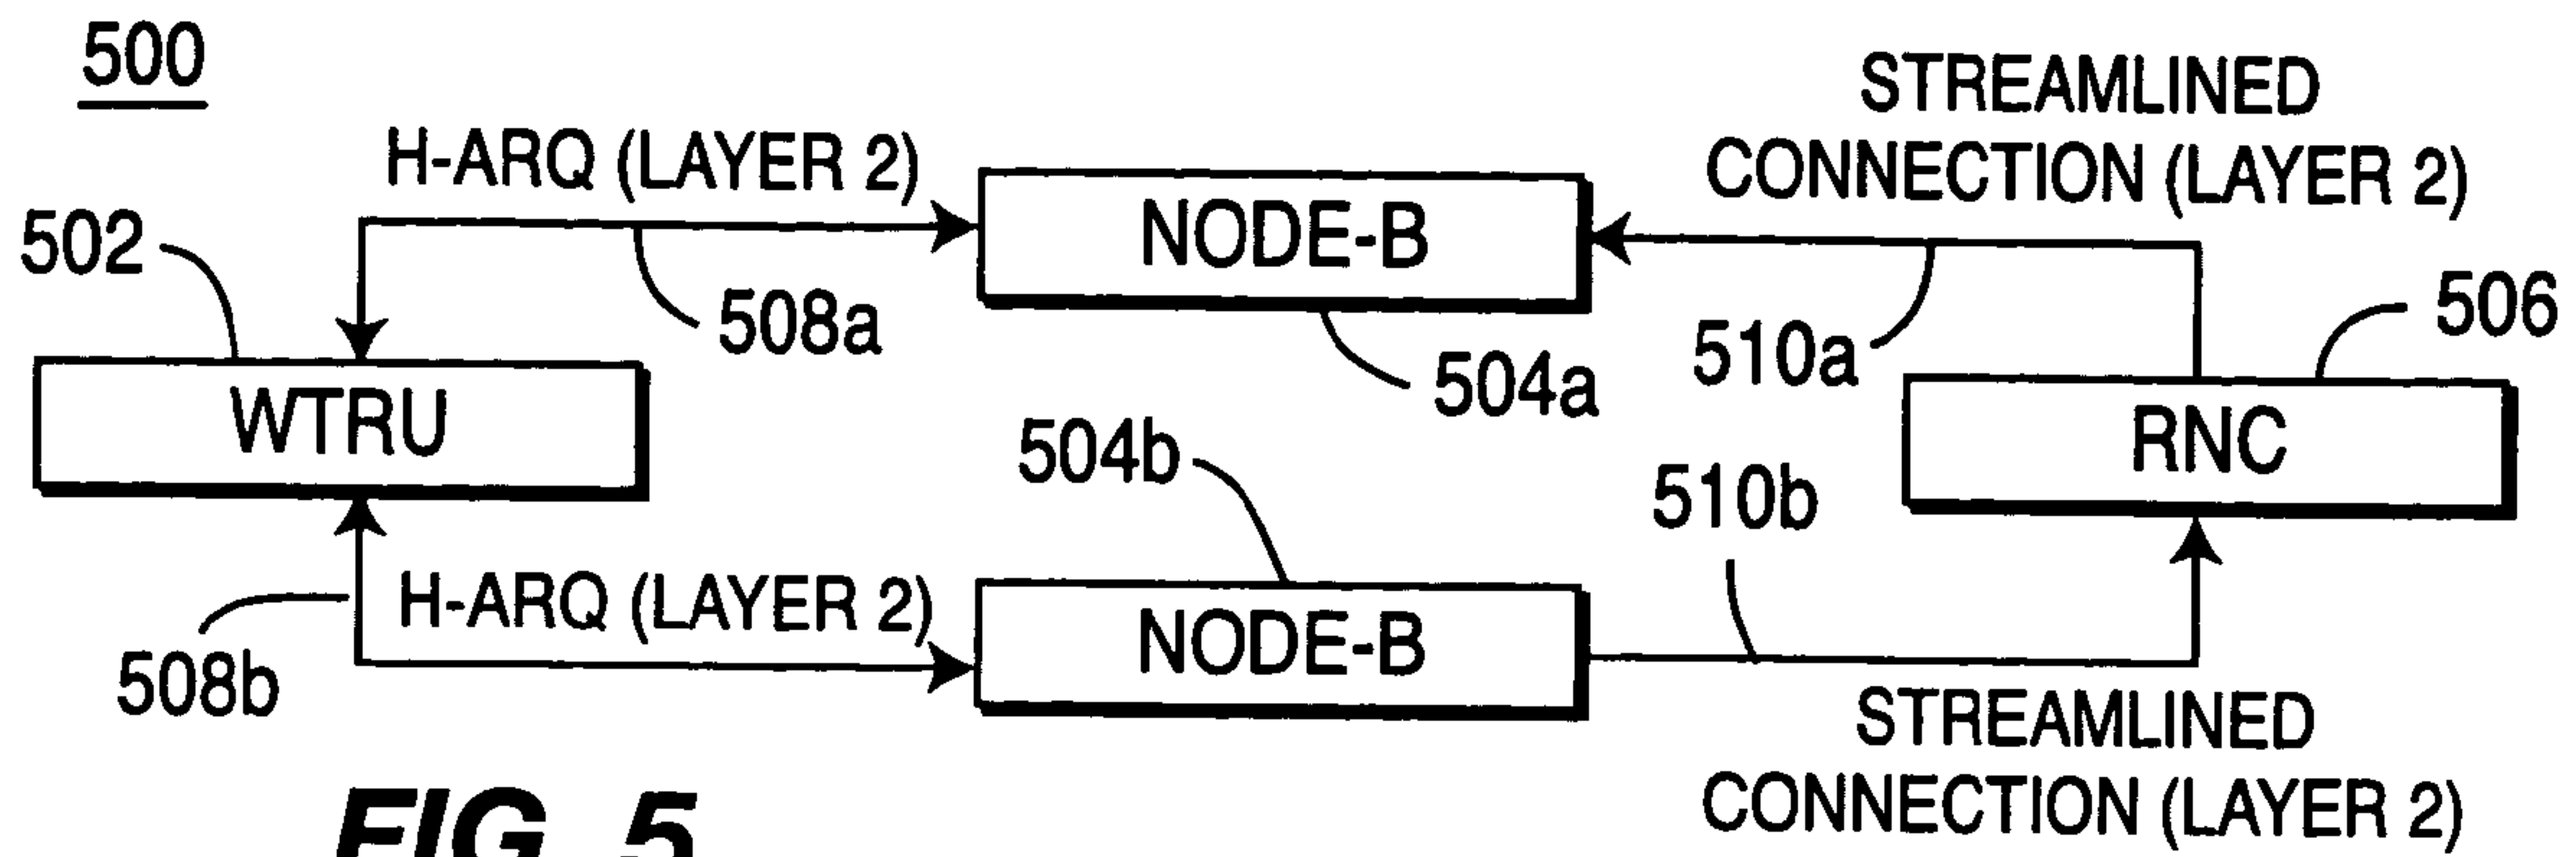 500
STREAMLINED
CONNECTION (LAYER 2)
H-ARQ (LAYER 2)
NODE-B
502
508a
504a
510a
506
WTRU
RNC
504b
510b
H-ARQ (LAYER 2)
NODE-B
508b
STREAMLINED
CONNECTION (LAYER 2)
FIG. 5